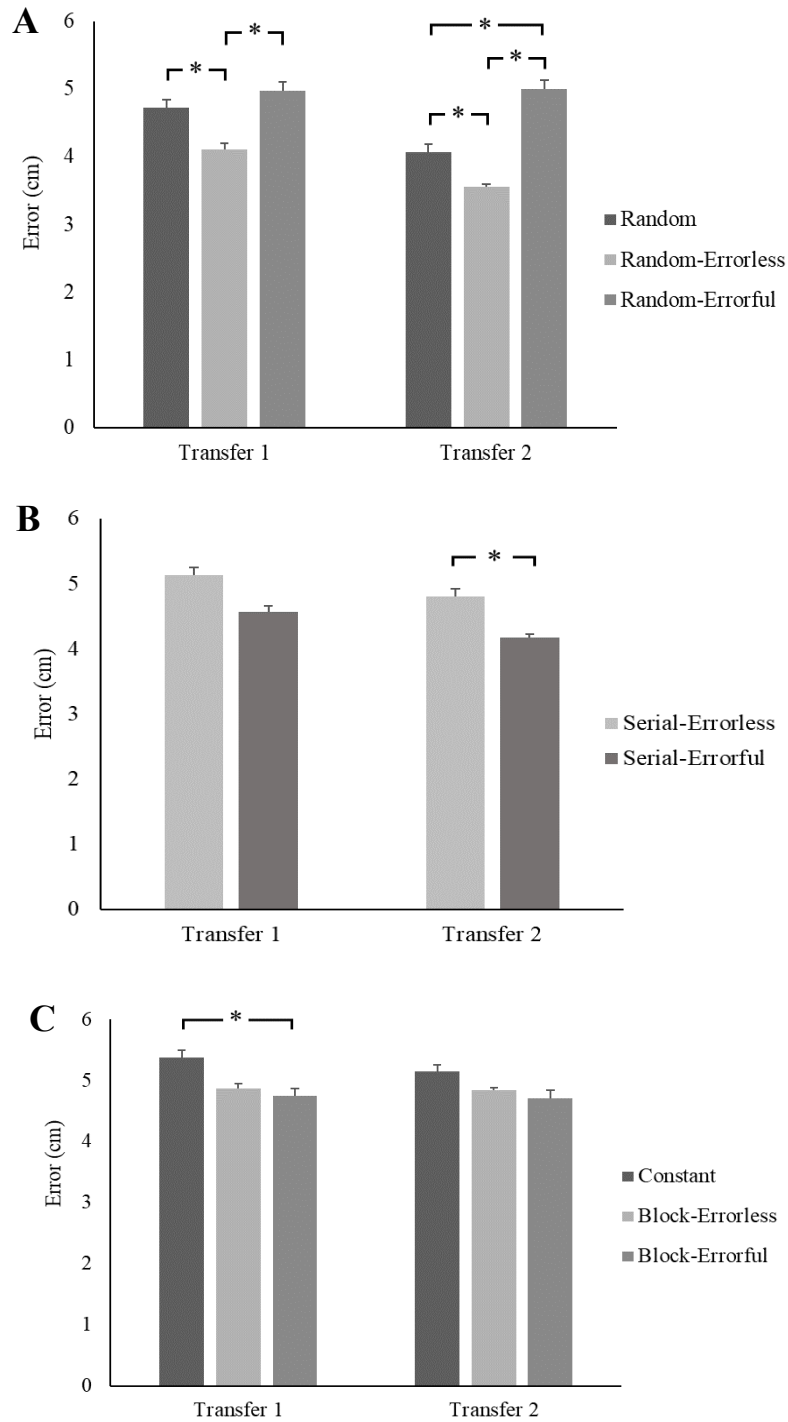 A
6
5
4
3
2
1
0
Error (cm)
* *
* * *
Transfer 1 Transfer 2
Random
Random-Errorless
Random-Errorful
B
6
5
4
3
2
1
0
Error (cm)
*
Transfer 1 Transfer 2
Serial-Errorless
Serial-Errorful
C
6
5
4
3
2
1
0
Error (cm)
*
Transfer 1 Transfer 2
Constant
Block-Errorless
Block-Errorful